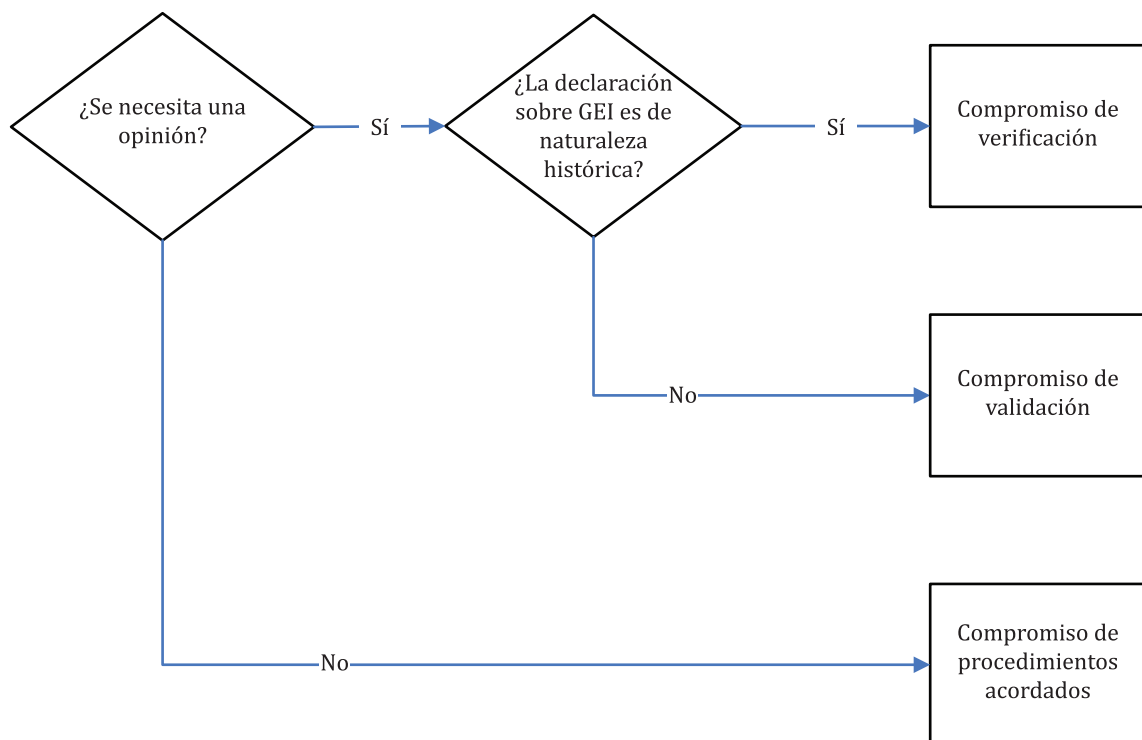 ¿Se necesita una
opinión?
Sí
¿La declaración
sobre GEI es de
naturaleza
histórica?
Sí
Compromiso de
verificación
No
Compromiso de
validación
No
Compromiso de
procedimientos
acordados